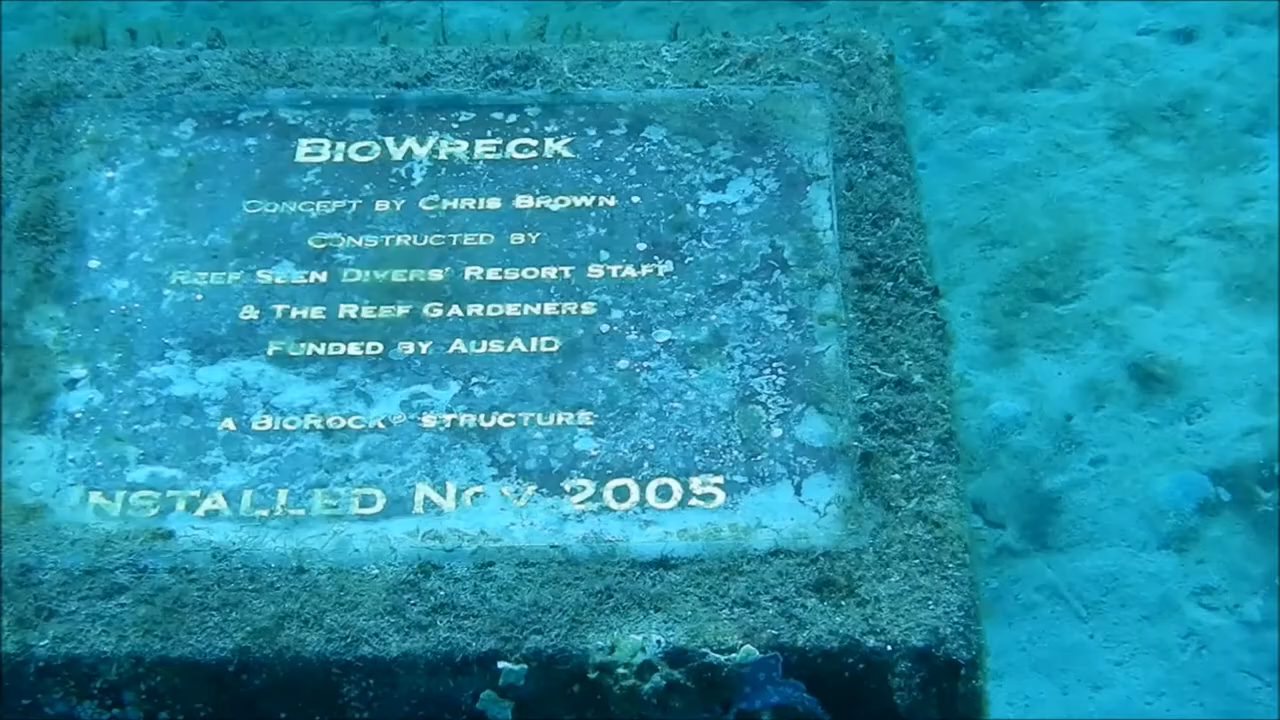 BIOWRECK
CONCEPT BY CHRIS BROWN
CONSTRUCTED BY
REEF SEEN DIVERS' RESORT STAFF
& THE REEF GARDENERS
FUNDED BY AUSAID
A BIOROCK® STRUCTURE
INSTALLED NOV 2005